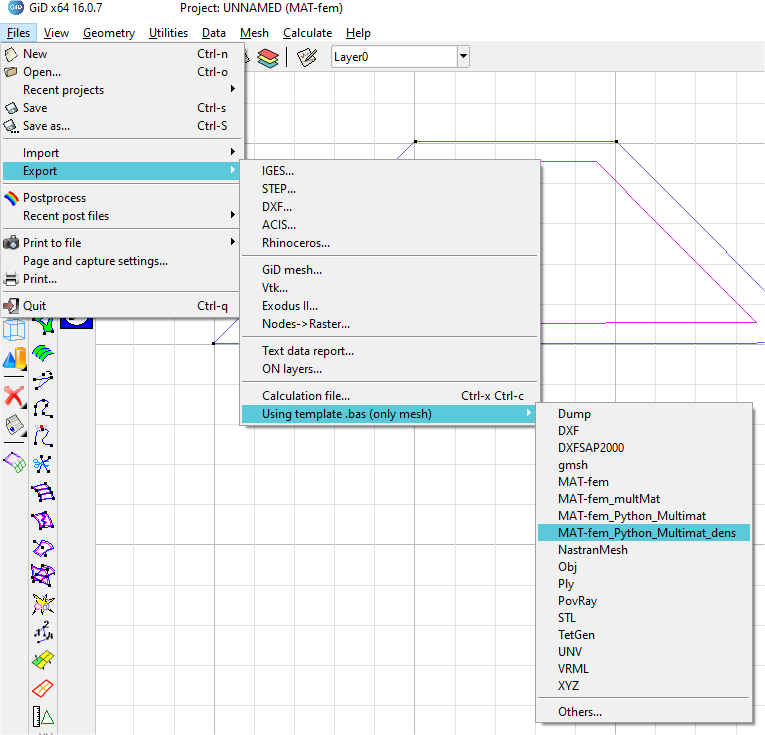 GiD GiD x64 16.0.7 Project: UNNAMED (MAT-fem)
Files View Geometry Utilities Data Mesh Calculate Help
Layer0
New Ctrl-n
Open... Ctrl-o
Recent projects
Save Ctrl-s
Save as... Ctrl-S
Import
Export
Postprocess
Recent post files
Print to file
Page and capture settings...
Print...
Quit Ctrl-q
IGES...
STEP...
DXF...
ACIS...
Rhinoceros...
GiD mesh...
Vtk...
Exodus II...
Nodes->Raster...
Text data report...
ON layers...
Calculation file... Ctrl-x Ctrl-c
Using template .bas (only mesh)
Dump
DXF
DXFSAP2000
gmsh
MAT-fem
MAT-fem_multMat
MAT-fem_Python_Multimat
MAT-fem_Python_Multimat_dens
NastranMesh
Obj
Ply
PovRay
STL
TetGen
UNV
VRML
XYZ
Others...